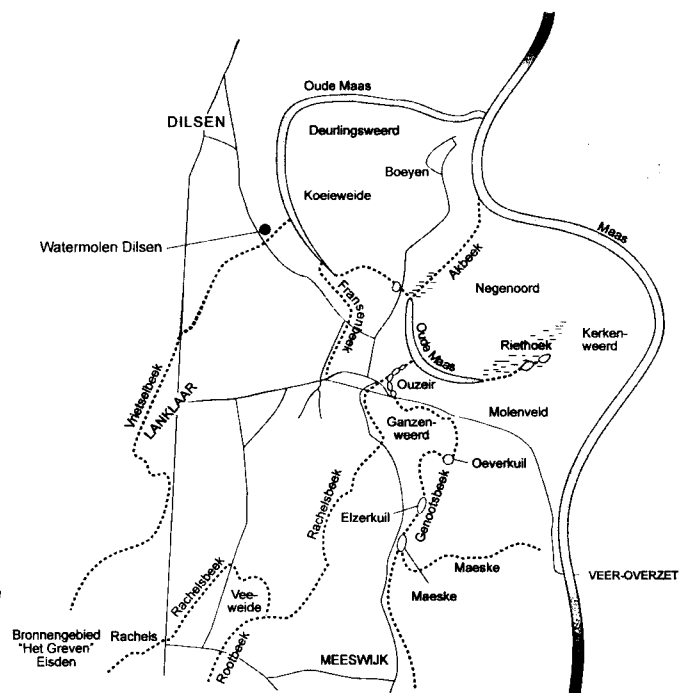 Oude Maas
DILSEN
Deurlingsweerd
Boeyen
Koeieweide
Watermolen Dilsen
Maas
Akbeek
Negenoord
Fransenbeek
Oude Maas
Riethoek
Kerken-
weerd
Vrietselbeek
LANKLAAR
Ouzeir
Molenveld
Ganzen-
weerd
Oeverkuil
Rachelsbeek
Elzerkuil
Genootsbeek
Maeske
Maeske
VEER-OVERZET
Rachelsbeek
Vee-
weide
Bronnengebied
"Het Greven"
Eisden
Rachels
Rootbeek
MEESWIJK